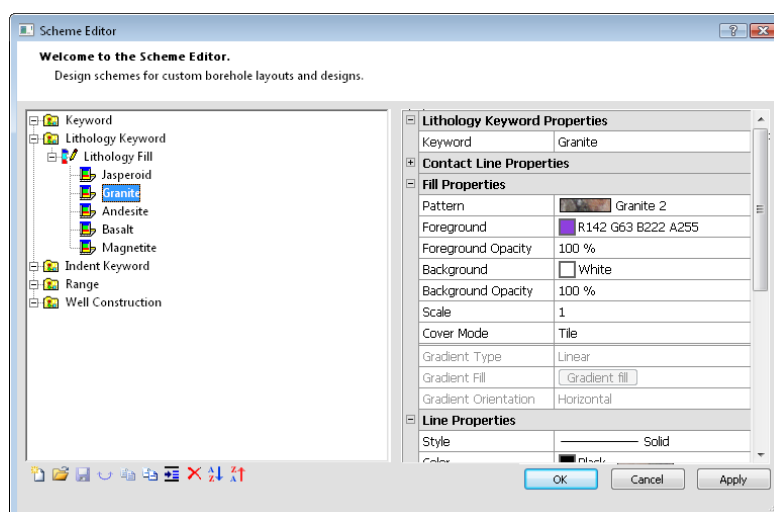 Scheme Editor
Welcome to the Scheme Editor.
Design schemes for custom borehole layouts and designs.
Keyword
Lithology Keyword
Lithology Fill
Jasperoid
Granite
Andesite
Basalt
Magnetite
Indent Keyword
Range
Well Construction
Lithology Keyword Properties
Keyword Granite
Contact Line Properties
Fill Properties
Pattern Granite 2
Foreground R142 G63 B222 A255
Foreground Opacity 100 %
Background White
Background Opacity 100 %
Scale 1
Cover Mode Tile
Gradient Type Linear
Gradient Fill Gradient fill
Gradient Orientation Horizontal
Line Properties
Style Solid
Color Black
OK Cancel Apply